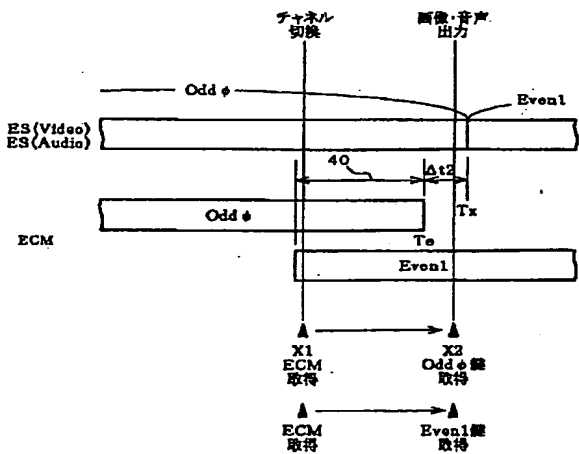 チャネル
切換
画像・音声
出力
Odd φ
Even1
ES(Video)
ES(Audio)
40
Δt2
Tx
Odd φ
Te
ECM
Even1
X1
ECM
取得
X2
Odd φ 鍵
取得
ECM
取得
Even1鍵
取得